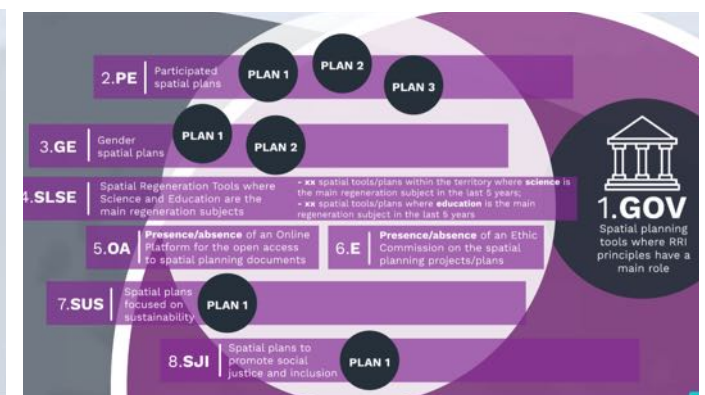 2.PE
Participated
spatial plans
PLAN 1
PLAN 2
PLAN 3
3.GE
Gender
spatial plans
PLAN 1
PLAN 2
4.SLSE
Spatial Regeneration Tools where
Science and Education are the
main regeneration subjects
- xx spatial tools/plans within the territory where science is
the main regeneration subject in the last 5 years;
- xx spatial tools/plans where education is the main
regeneration subject in the last 5 years
5.OA
Presence/absence of an Online
Platform for the open access
to spatial planning documents
6.E
Presence/absence of an Ethic
Commission on the spatial
planning projects/plans
7.SUS
Spatial plans
focused on
sustainability
PLAN 1
8.SJI
Spatial plans to
promote social
justice and inclusion
PLAN 1
1.GOV
Spatial planning
tools where RRI
principles have a
main role